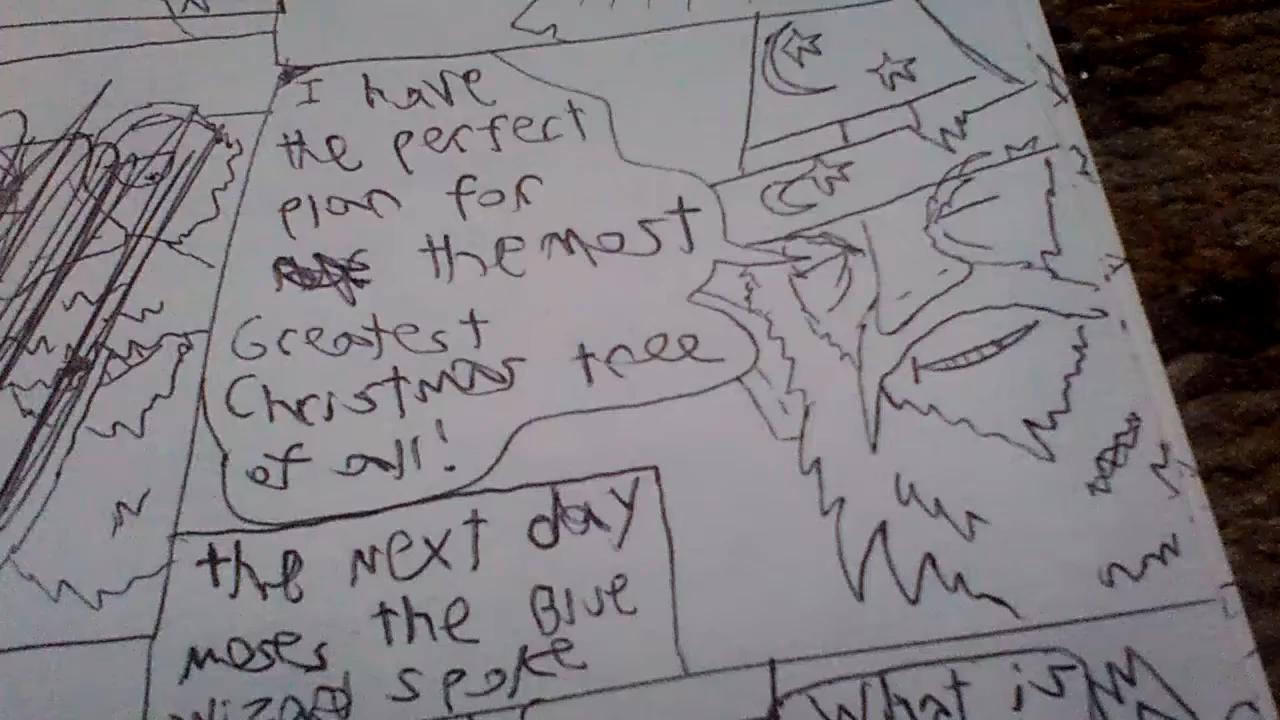 I have
the perfect
plan for
the most
Greatest
Christmas tree
of all!
the next day
moses the Blue
wizard spoke
What is